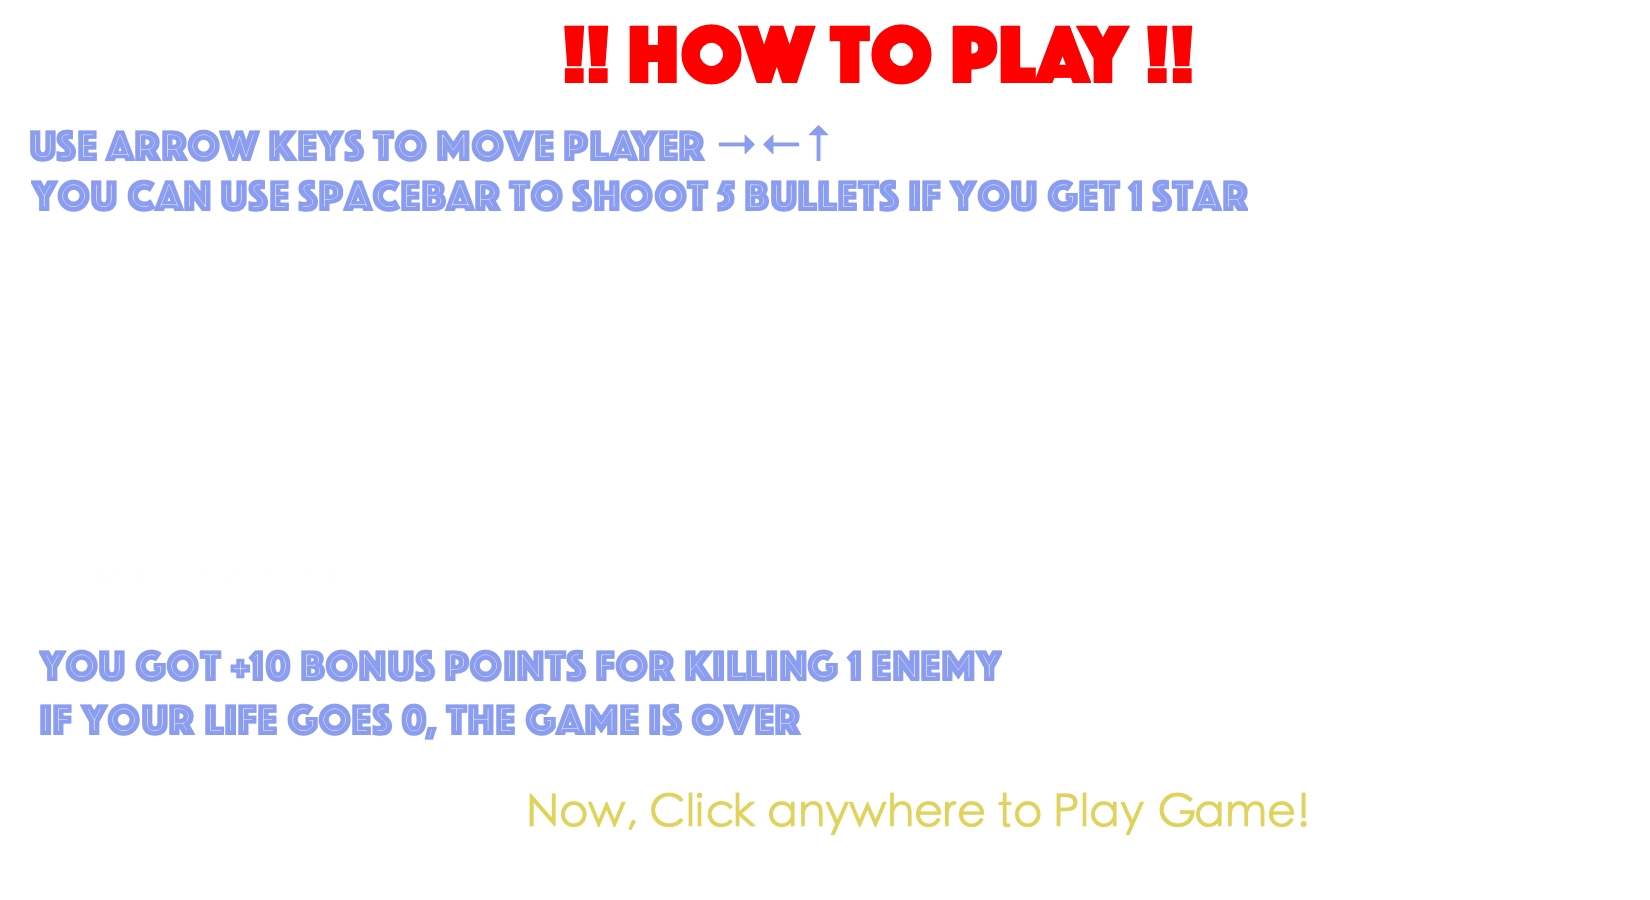 !! HOW TO PLAY !!
USE ARROW KEYS TO MOVE PLAYER →←↑
YOU CAN USE SPACEBAR TO SHOOT 5 BULLETS IF YOU GET 1 STAR
YOU GOT +10 BONUS POINTS FOR KILLING 1 ENEMY
IF YOUR LIFE GOES 0, THE GAME IS OVER
Now, Click anywhere to Play Game!